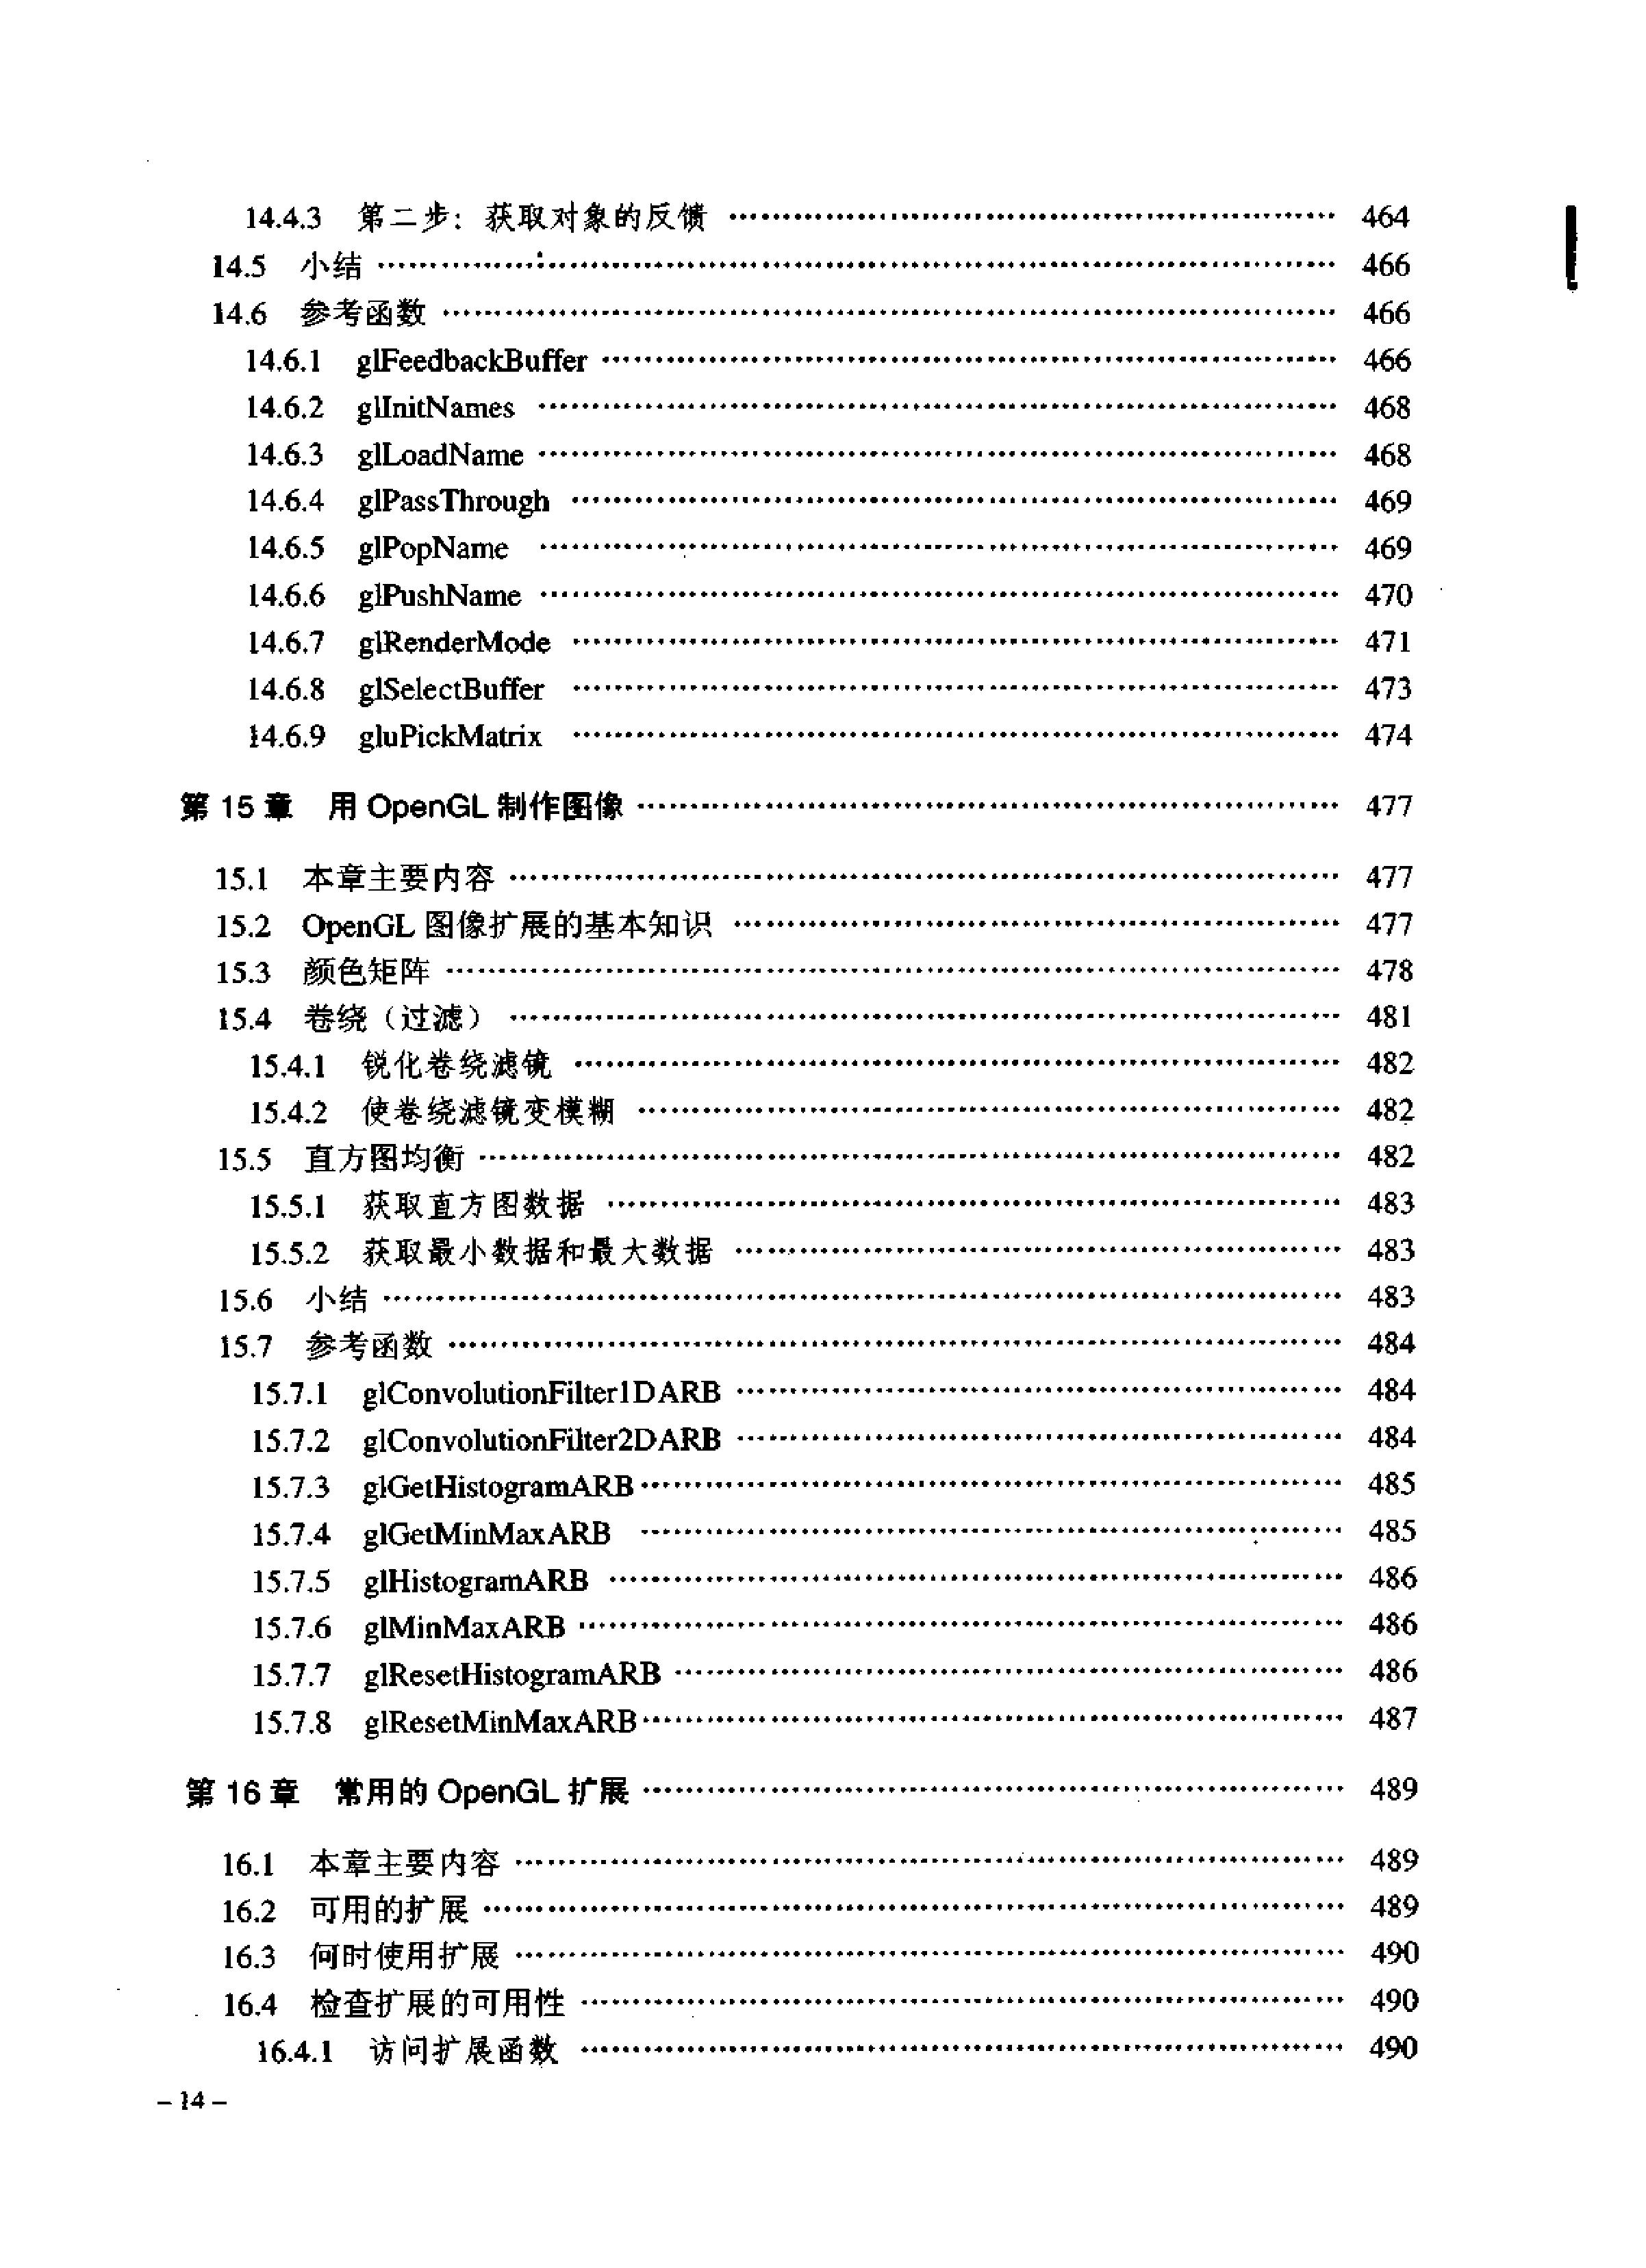 14.4.3 第二步：获取对象的反馈 ………… 464
14.5 小结 ………… 466
14.6 参考函数 ………… 466
14.6.1 glFeedbackBuffer ………… 466
14.6.2 glInitNames ………… 468
14.6.3 glLoadName ………… 468
14.6.4 glPassThrough ………… 469
14.6.5 glPopName ………… 469
14.6.6 glPushName ………… 470
14.6.7 glRenderMode ………… 471
14.6.8 glSelectBuffer ………… 473
14.6.9 gluPickMatrix ………… 474
第 15 章 用 OpenGL 制作图像 ………… 477
15.1 本章主要内容 ………… 477
15.2 OpenGL 图像扩展的基本知识 ………… 477
15.3 颜色矩阵 ………… 478
15.4 卷绕（过滤） ………… 481
15.4.1 锐化卷绕滤镜 ………… 482
15.4.2 使卷绕滤镜变模糊 ………… 482
15.5 直方图均衡 ………… 482
15.5.1 获取直方图数据 ………… 483
15.5.2 获取最小数据和最大数据 ………… 483
15.6 小结 ………… 483
15.7 参考函数 ………… 484
15.7.1 glConvolutionFilter1DARB ………… 484
15.7.2 glConvolutionFilter2DARB ………… 484
15.7.3 glGetHistogramARB ………… 485
15.7.4 glGetMinMaxARB ………… 485
15.7.5 glHistogramARB ………… 486
15.7.6 glMinMaxARB ………… 486
15.7.7 glResetHistogramARB ………… 486
15.7.8 glResetMinMaxARB ………… 487
第 16 章 常用的 OpenGL 扩展 ………… 489
16.1 本章主要内容 ………… 489
16.2 可用的扩展 ………… 489
16.3 何时使用扩展 ………… 490
16.4 检查扩展的可用性 ………… 490
16.4.1 访问扩展函数 ………… 490
– 14 –